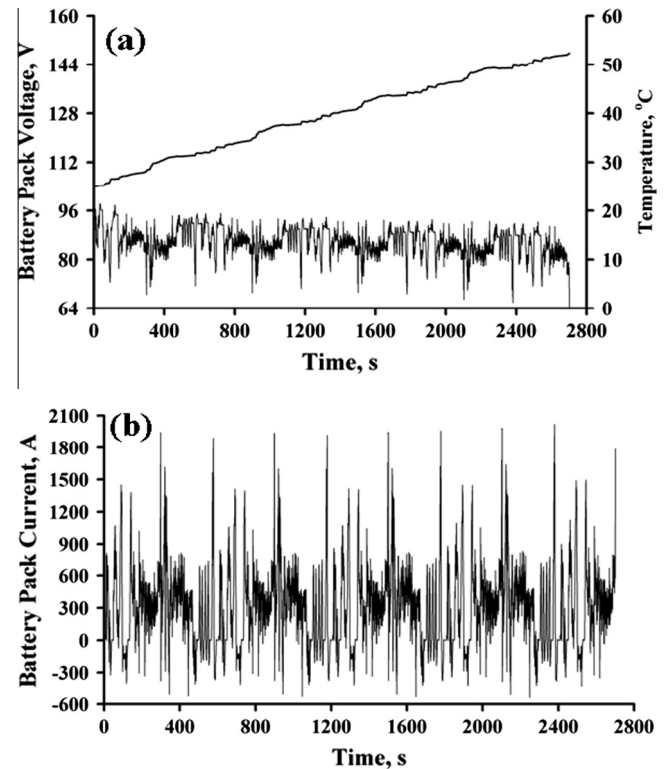 (a)
Battery Pack Voltage, V
160
144
128
112
96
80
64
60
50
40
30
20
10
0
Temperature, °C
0 400 800 1200 1600 2000 2400 2800
Time, s
(b)
Battery Pack Current, A
2100
1800
1500
1200
900
600
300
0
-300
-600
0 400 800 1200 1600 2000 2400 2800
Time, s